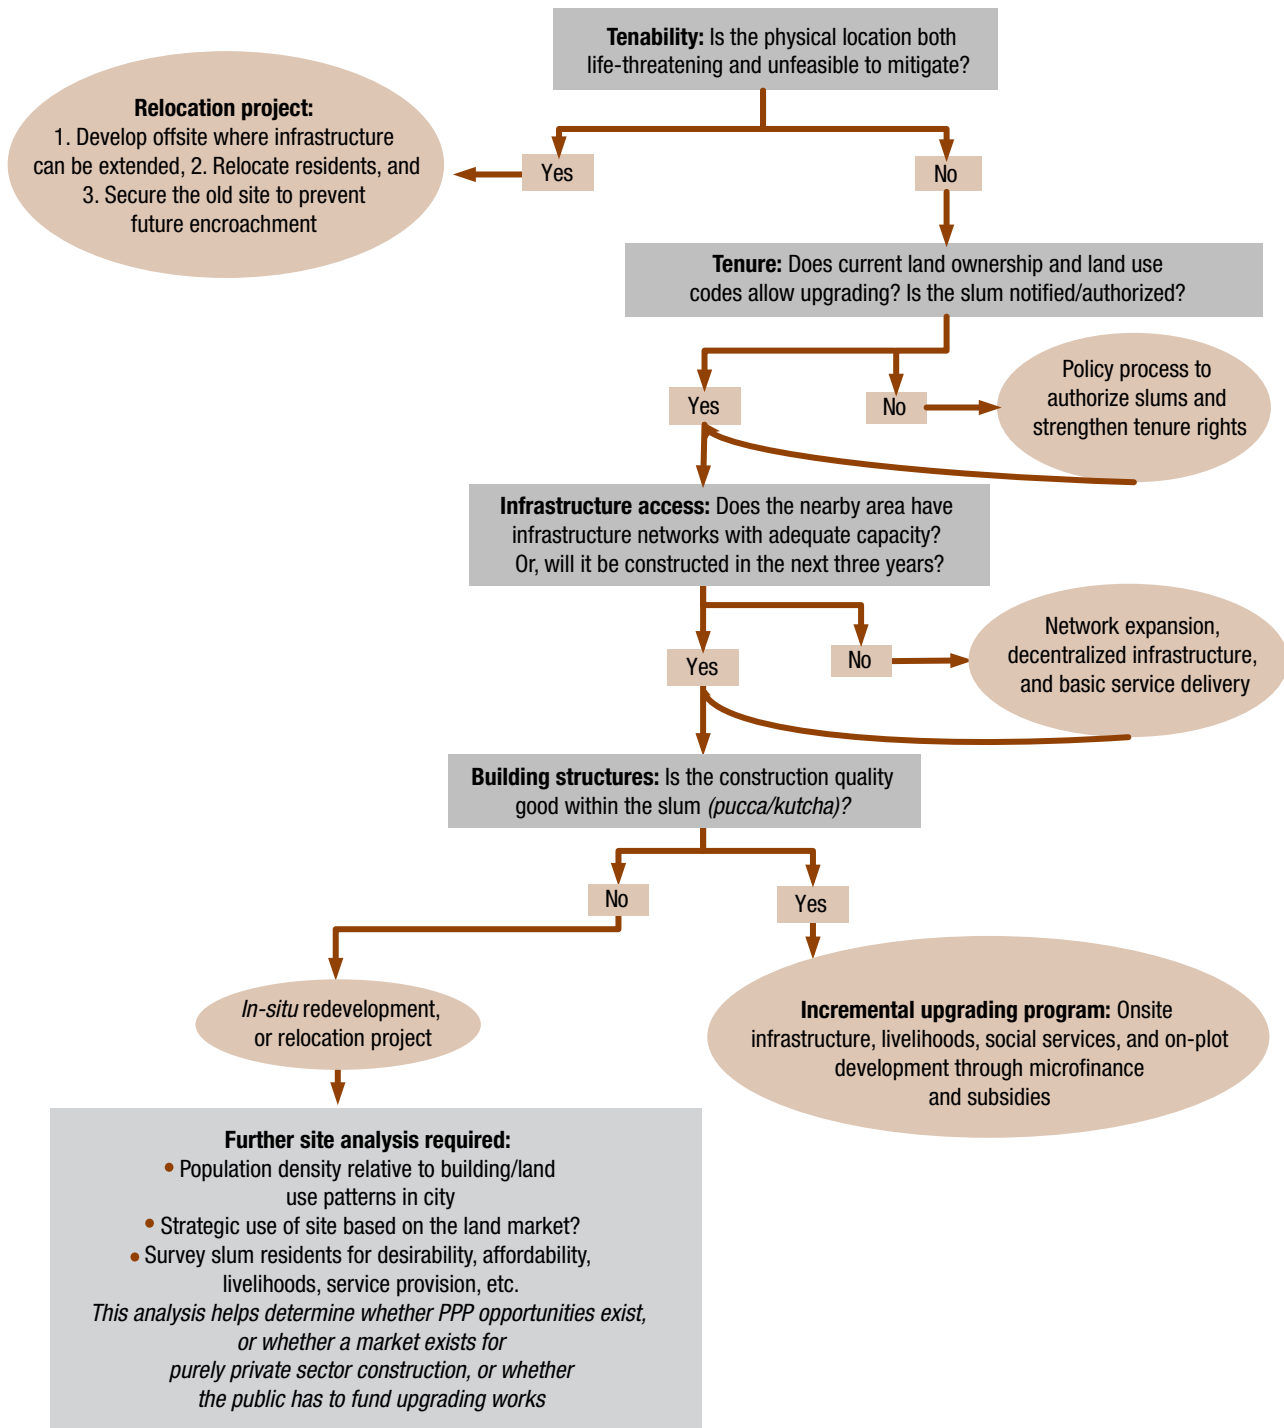 Tenability: Is the physical location both
life-threatening and unfeasible to mitigate?
Relocation project:
1. Develop offsite where infrastructure
can be extended, 2. Relocate residents, and
3. Secure the old site to prevent
future encroachment
Yes
No
Tenure: Does current land ownership and land use
codes allow upgrading? Is the slum notified/authorized?
Yes
No
Policy process to
authorize slums and
strengthen tenure rights
Infrastructure access: Does the nearby area have
infrastructure networks with adequate capacity?
Or, will it be constructed in the next three years?
Yes
No
Network expansion,
decentralized infrastructure,
and basic service delivery
Building structures: Is the construction quality
good within the slum (pucca/kutcha)?
No
Yes
In-situ redevelopment,
or relocation project
Incremental upgrading program: Onsite
infrastructure, livelihoods, social services, and on-plot
development through microfinance
and subsidies
Further site analysis required:
• Population density relative to building/land
use patterns in city
• Strategic use of site based on the land market?
• Survey slum residents for desirability, affordability,
livelihoods, service provision, etc.
This analysis helps determine whether PPP opportunities exist,
or whether a market exists for
purely private sector construction, or whether
the public has to fund upgrading works